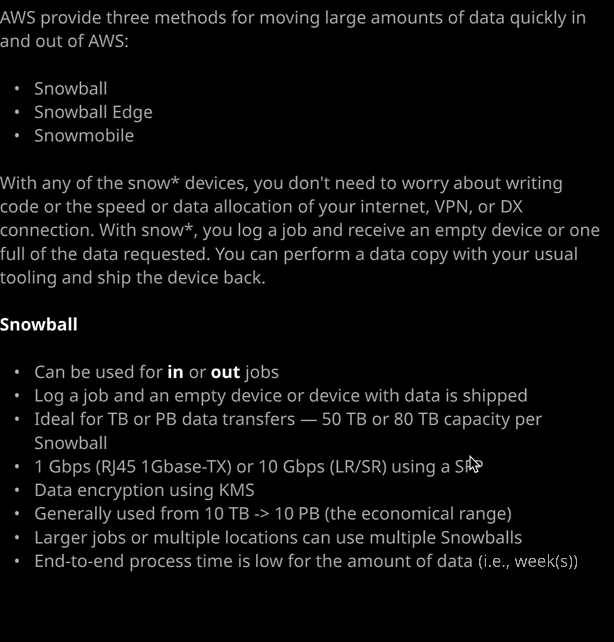 AWS provide three methods for moving large amounts of data quickly in
and out of AWS:
• Snowball
• Snowball Edge
• Snowmobile
With any of the snow* devices, you don't need to worry about writing
code or the speed or data allocation of your internet, VPN, or DX
connection. With snow*, you log a job and receive an empty device or one
full of the data requested. You can perform a data copy with your usual
tooling and ship the device back.
Snowball
• Can be used for in or out jobs
• Log a job and an empty device or device with data is shipped
• Ideal for TB or PB data transfers — 50 TB or 80 TB capacity per
Snowball
• 1 Gbps (RJ45 1Gbase-TX) or 10 Gbps (LR/SR) using a
• Data encryption using KMS
• Generally used from 10 TB -> 10 PB (the economical range)
• Larger jobs or multiple locations can use multiple Snowballs
• End-to-end process time is low for the amount of data (i.e., week(s))